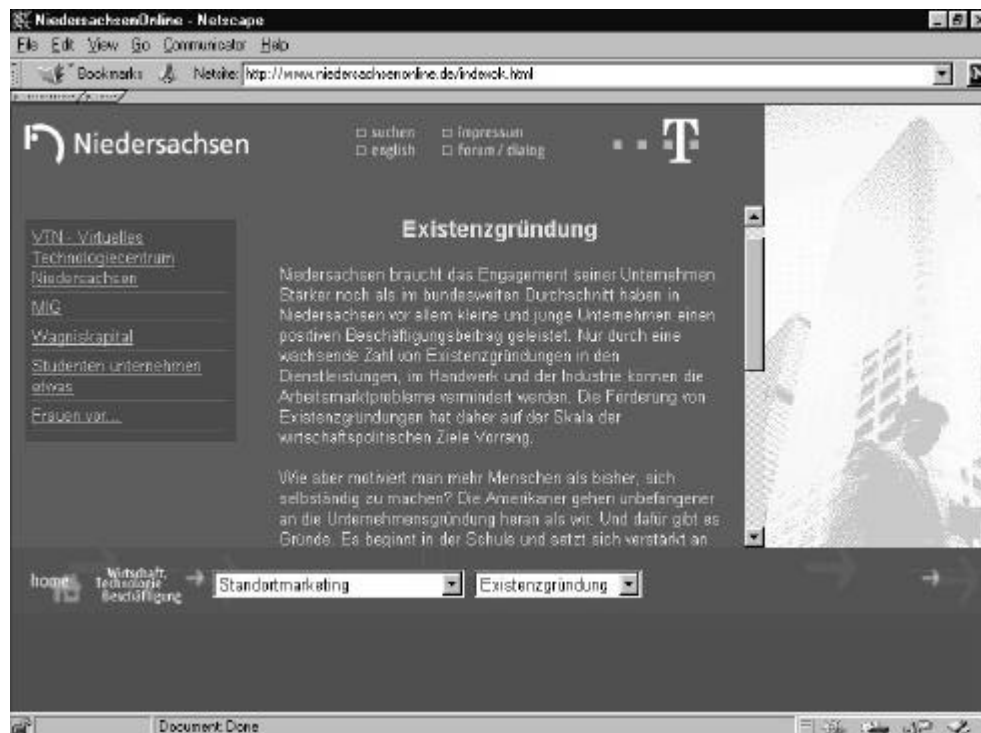 NiedersachsenOnline - Netscape
File Edit View Go Communicator Help
Bookmarks Netsite: http://www.niedersachsenonline.de/indexok.html
Niedersachsen
suchen impressum
english forum / dialog
T
Existenzgründung
VTN - Virtuelles
Technologiecentrum
Niedersachsen
MIG
Wagniskapital
Studenten unternehmen
etwas
Frauen vor...
Niedersachsen braucht das Engagement seiner Unternehmen
Stärker noch als im bundesweiten Durchschnitt haben in
Niedersachsen vor allem kleine und junge Unternehmen einen
positiven Beschäftigungsbeitrag geleistet. Nur durch eine
wachsende Zahl von Existenzgründungen in den
Dienstleistungen, im Handwerk und der Industrie können die
Arbeitsmarktprobleme vermindert werden. Die Förderung von
Existenzgründungen hat daher auf der Skala der
wirtschaftspolitischen Ziele Vorrang.
Wie aber motiviert man mehr Menschen als bisher, sich
selbständig zu machen? Die Amerikaner gehen unbefangener
an die Unternehmensgründung heran als wir. Und dafür gibt es
Gründe. Es beginnt in der Schule und setzt sich verstärkt an
home Wirtschaft,
Technologie
Beschäftigung
Standortmarketing Existenzgründung
Document: Done